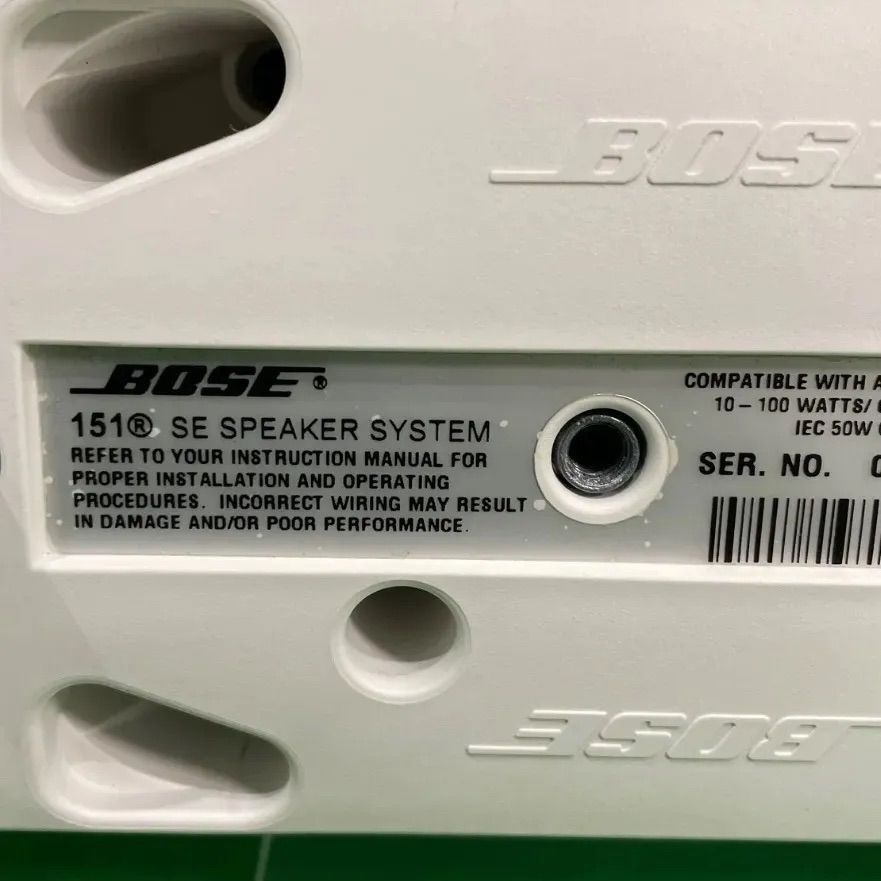 BOSE
BOSE®
151® SE SPEAKER SYSTEM
REFER TO YOUR INSTRUCTION MANUAL FOR
PROPER INSTALLATION AND OPERATING
PROCEDURES. INCORRECT WIRING MAY RESULT
IN DAMAGE AND/OR POOR PERFORMANCE.
COMPATIBLE WITH
10 – 100 WATTS/
IEC 50W
SER. NO.
BOSE